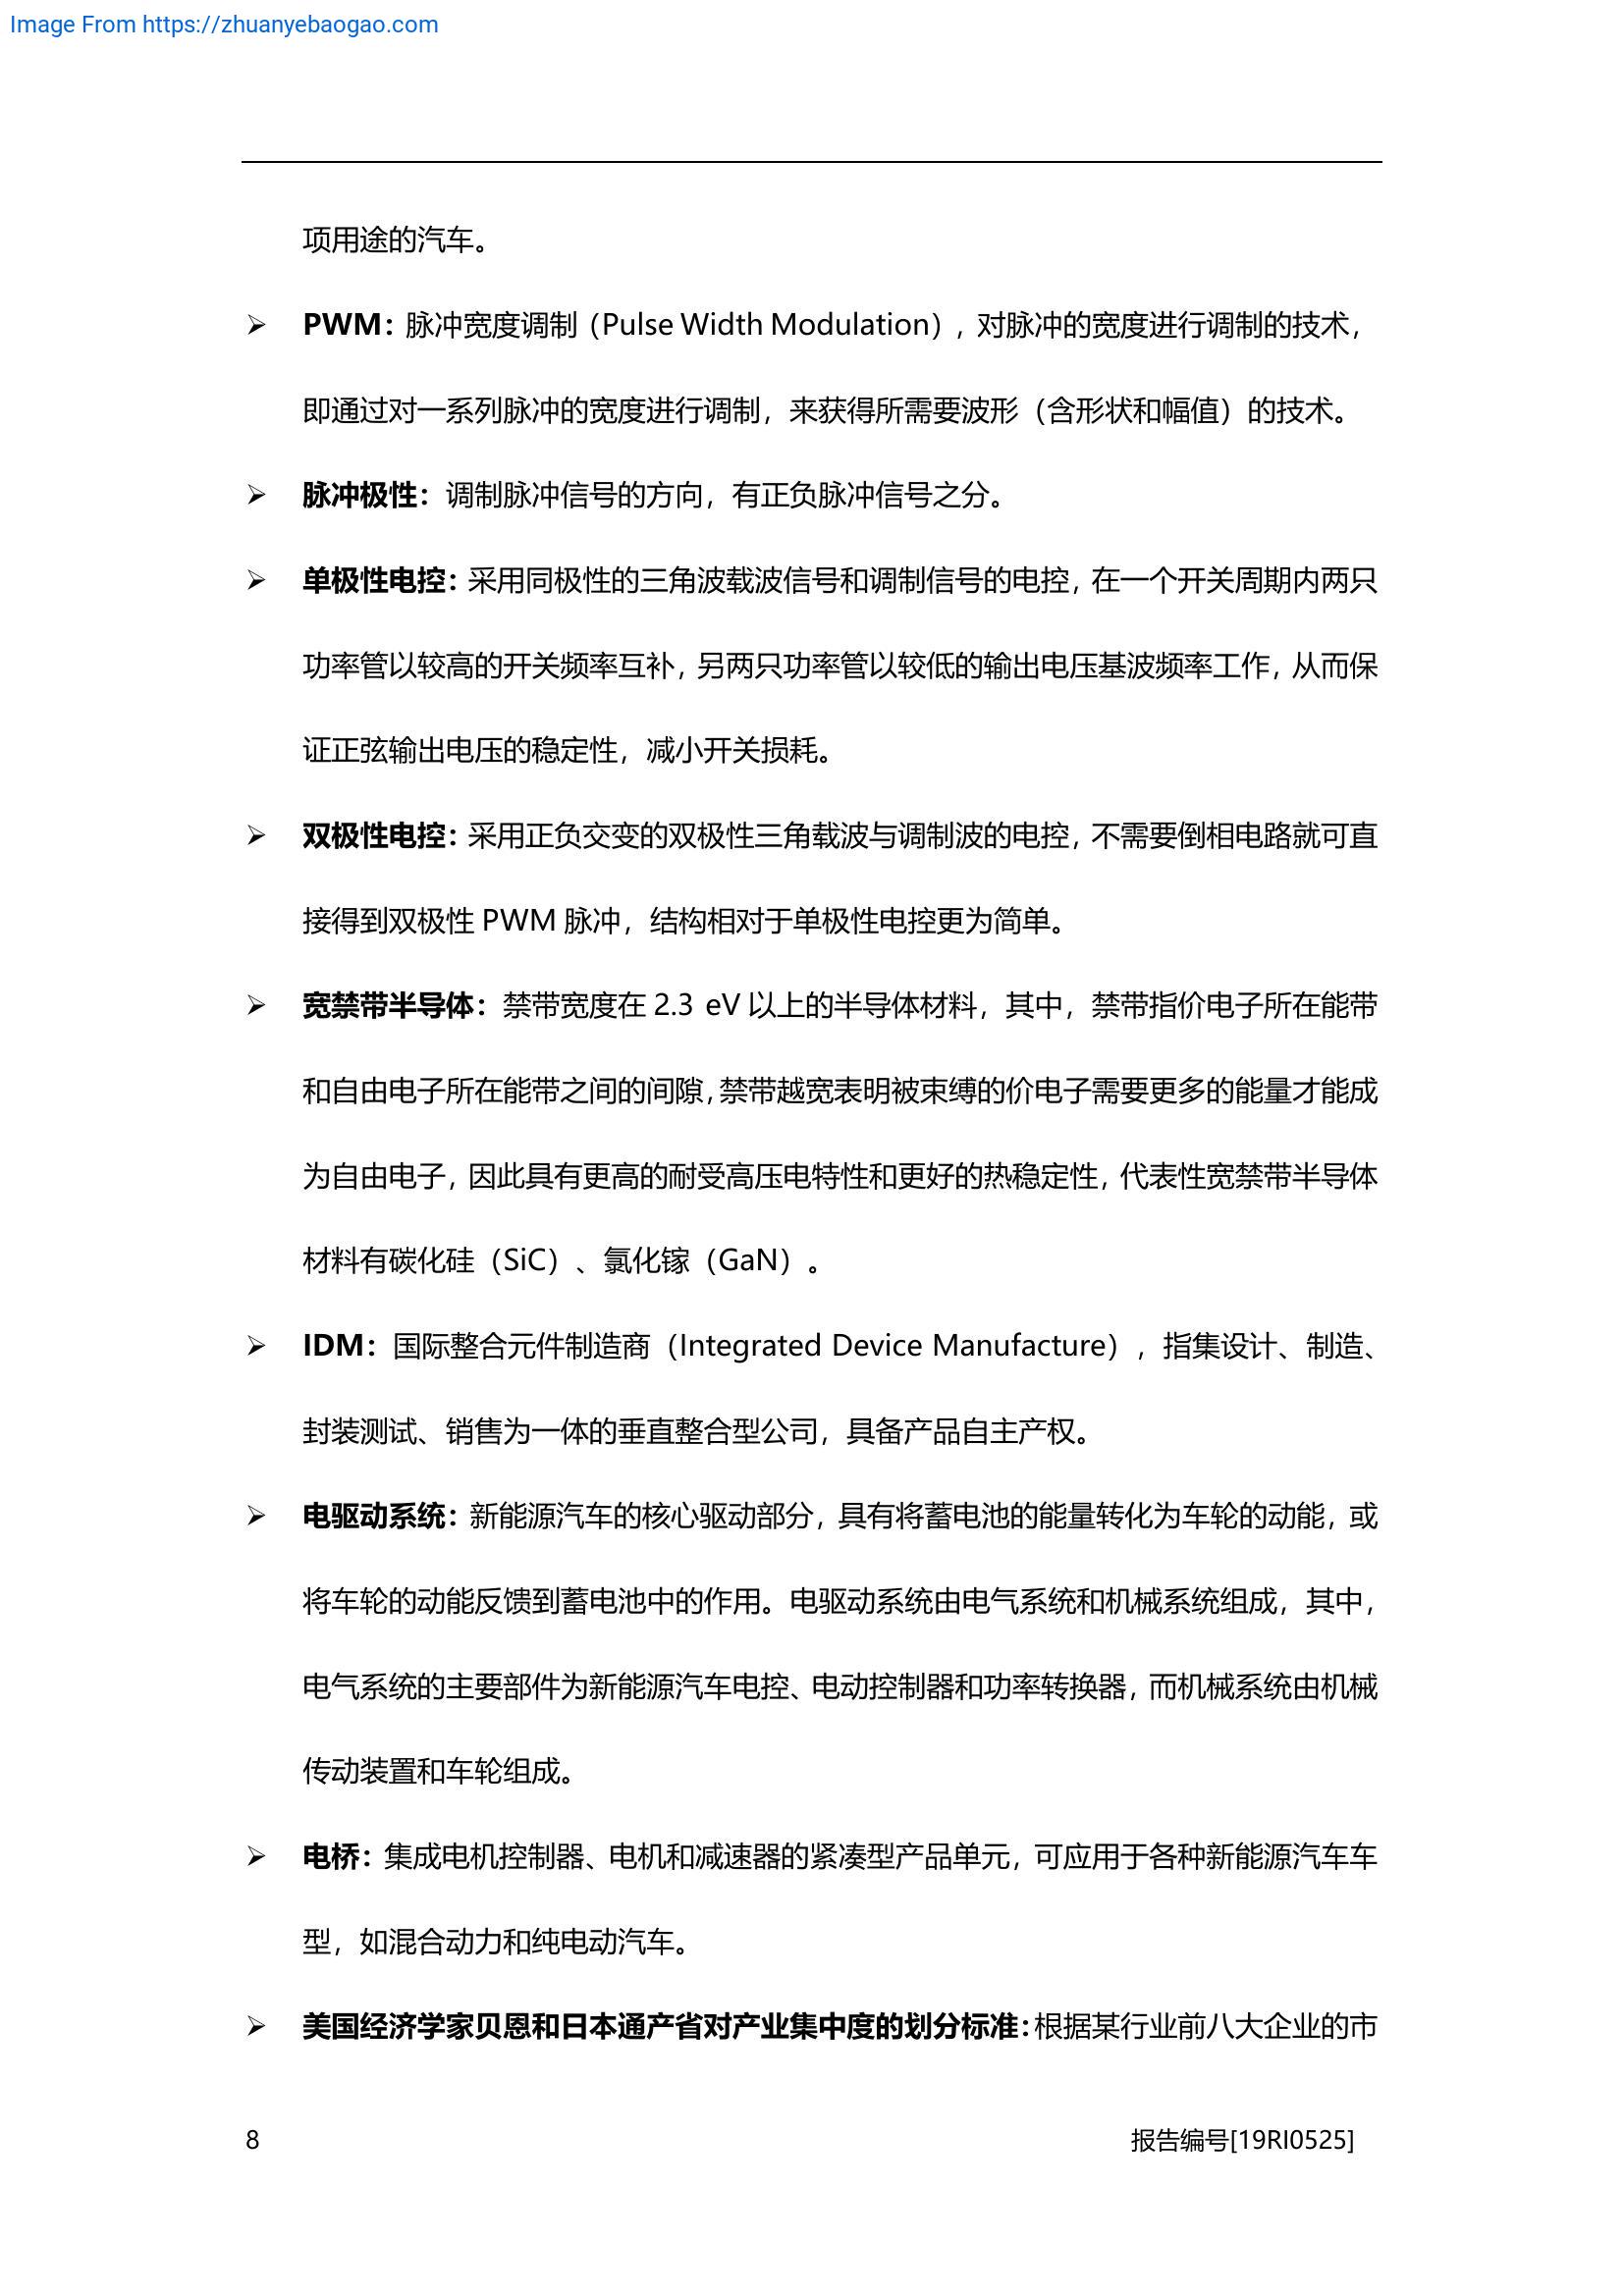 Image From https://zhuanyebaogao.com
项用途的汽车。
➢ PWM：脉冲宽度调制（Pulse Width Modulation），对脉冲的宽度进行调制的技术，
即通过对一系列脉冲的宽度进行调制，来获得所需要波形（含形状和幅值）的技术。
➢ 脉冲极性：调制脉冲信号的方向，有正负脉冲信号之分。
➢ 单极性电控：采用同极性的三角波载波信号和调制信号的电控，在一个开关周期内两只
功率管以较高的开关频率互补，另两只功率管以较低的输出电压基波频率工作，从而保
证正弦输出电压的稳定性，减小开关损耗。
➢ 双极性电控：采用正负交变的双极性三角载波与调制波的电控，不需要倒相电路就可直
接得到双极性 PWM 脉冲，结构相对于单极性电控更为简单。
➢ 宽禁带半导体：禁带宽度在 2.3 eV 以上的半导体材料，其中，禁带指价电子所在能带
和自由电子所在能带之间的间隙，禁带越宽表明被束缚的价电子需要更多的能量才能成
为自由电子，因此具有更高的耐受高压电特性和更好的热稳定性，代表性宽禁带半导体
材料有碳化硅（SiC）、氯化镓（GaN）。
➢ IDM：国际整合元件制造商（Integrated Device Manufacture），指集设计、制造、
封装测试、销售为一体的垂直整合型公司，具备产品自主产权。
➢ 电驱动系统：新能源汽车的核心驱动部分，具有将蓄电池的能量转化为车轮的动能，或
将车轮的动能反馈到蓄电池中的作用。电驱动系统由电气系统和机械系统组成，其中，
电气系统的主要部件为新能源汽车电控、电动控制器和功率转换器，而机械系统由机械
传动装置和车轮组成。
➢ 电桥：集成电机控制器、电机和减速器的紧凑型产品单元，可应用于各种新能源汽车车
型，如混合动力和纯电动汽车。
➢ 美国经济学家贝恩和日本通产省对产业集中度的划分标准：根据某行业前八大企业的市
8 报告编号[19RI0525]